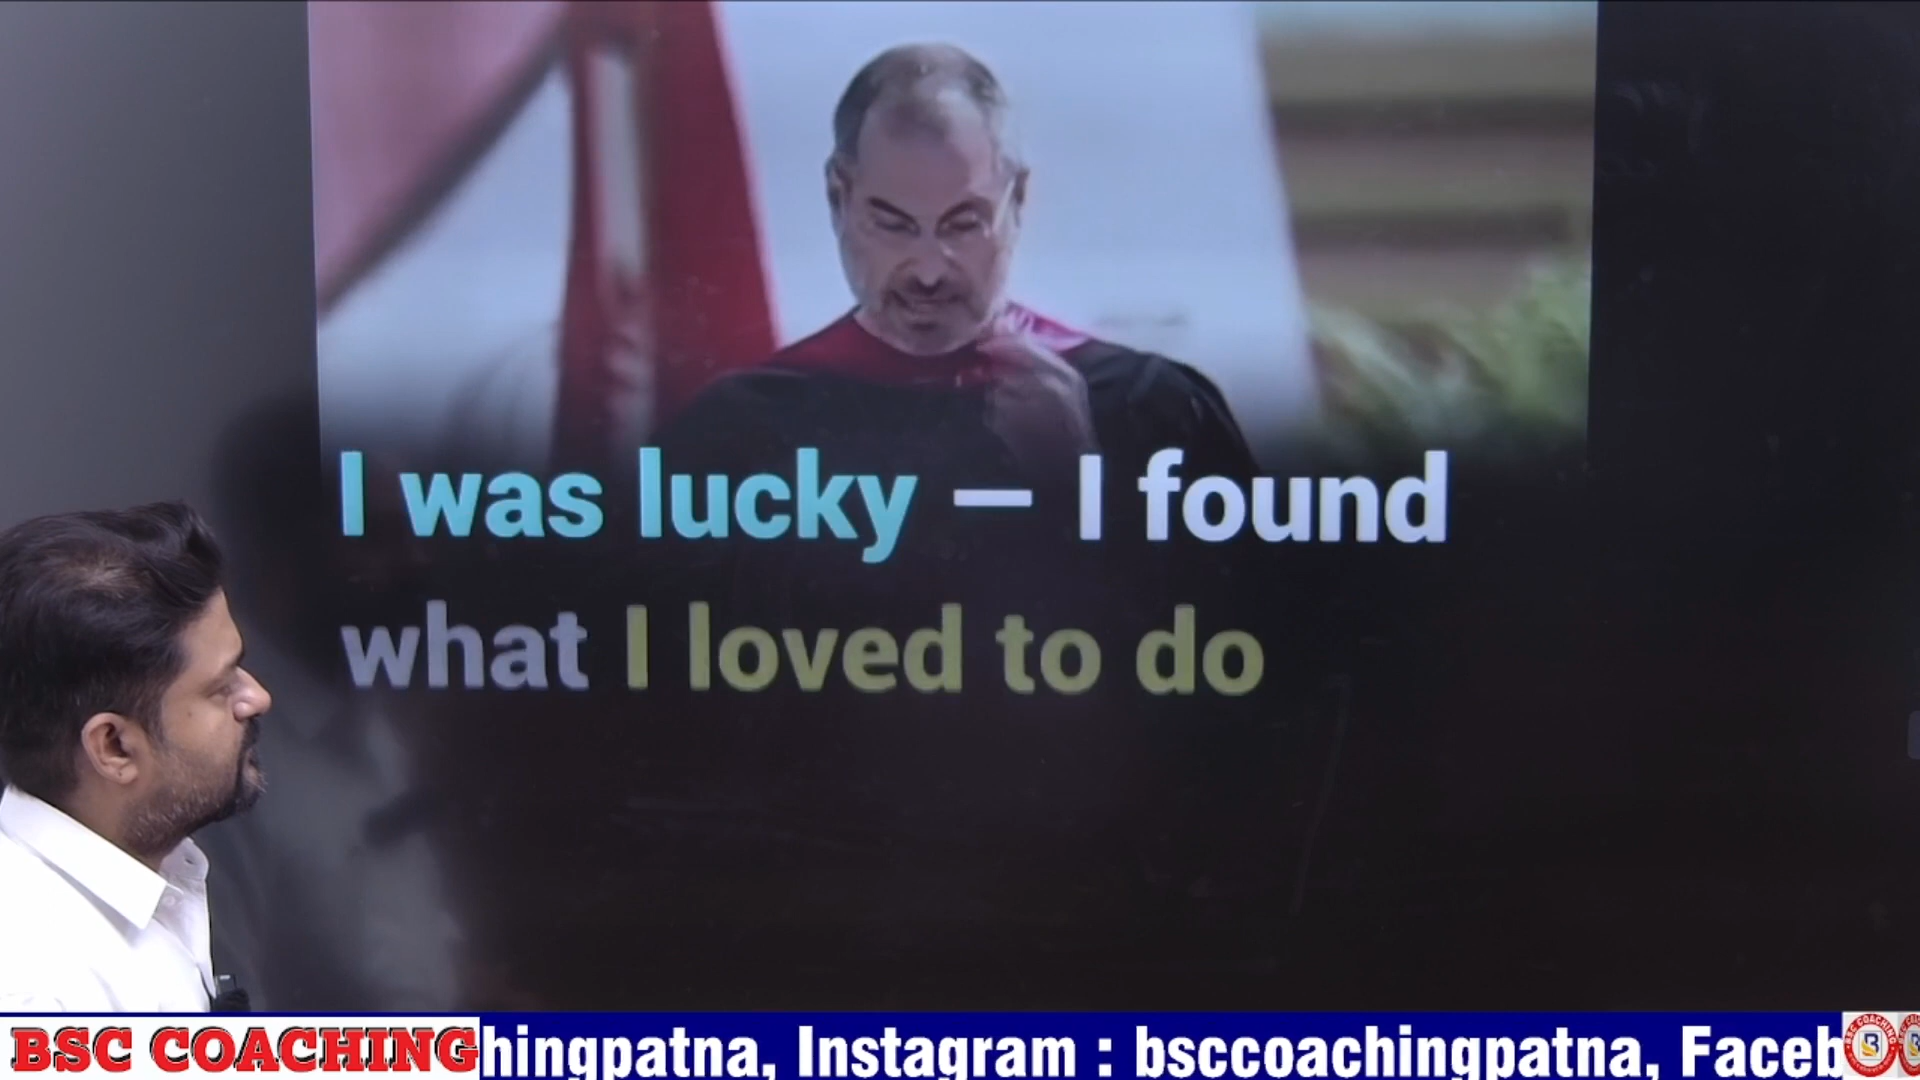 I was lucky — I found
what I loved to do
BSC COACHING
hingpatna, Instagram : bsccoachingpatna, Faceb